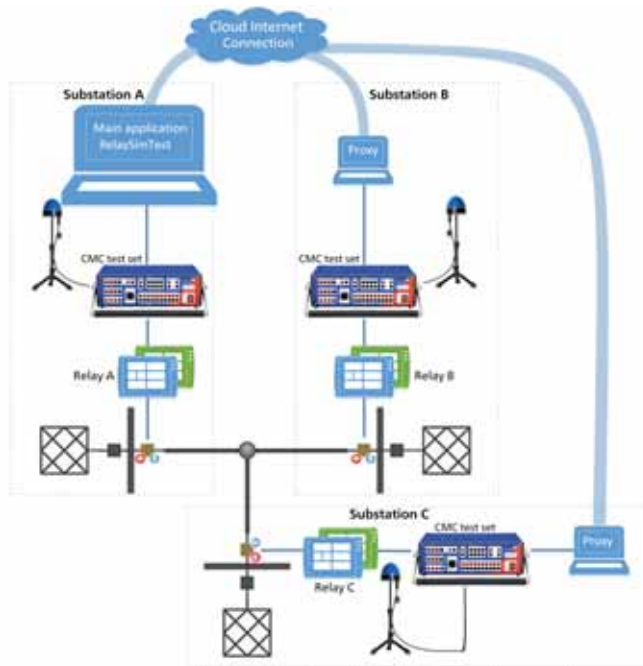 Cloud Internet
Connection
Substation A
Substation B
Main application
RelaySimTest
Proxy
CMC test set
CMC test set
Relay A
Relay B
Substation C
CMC test set
Proxy
Relay C